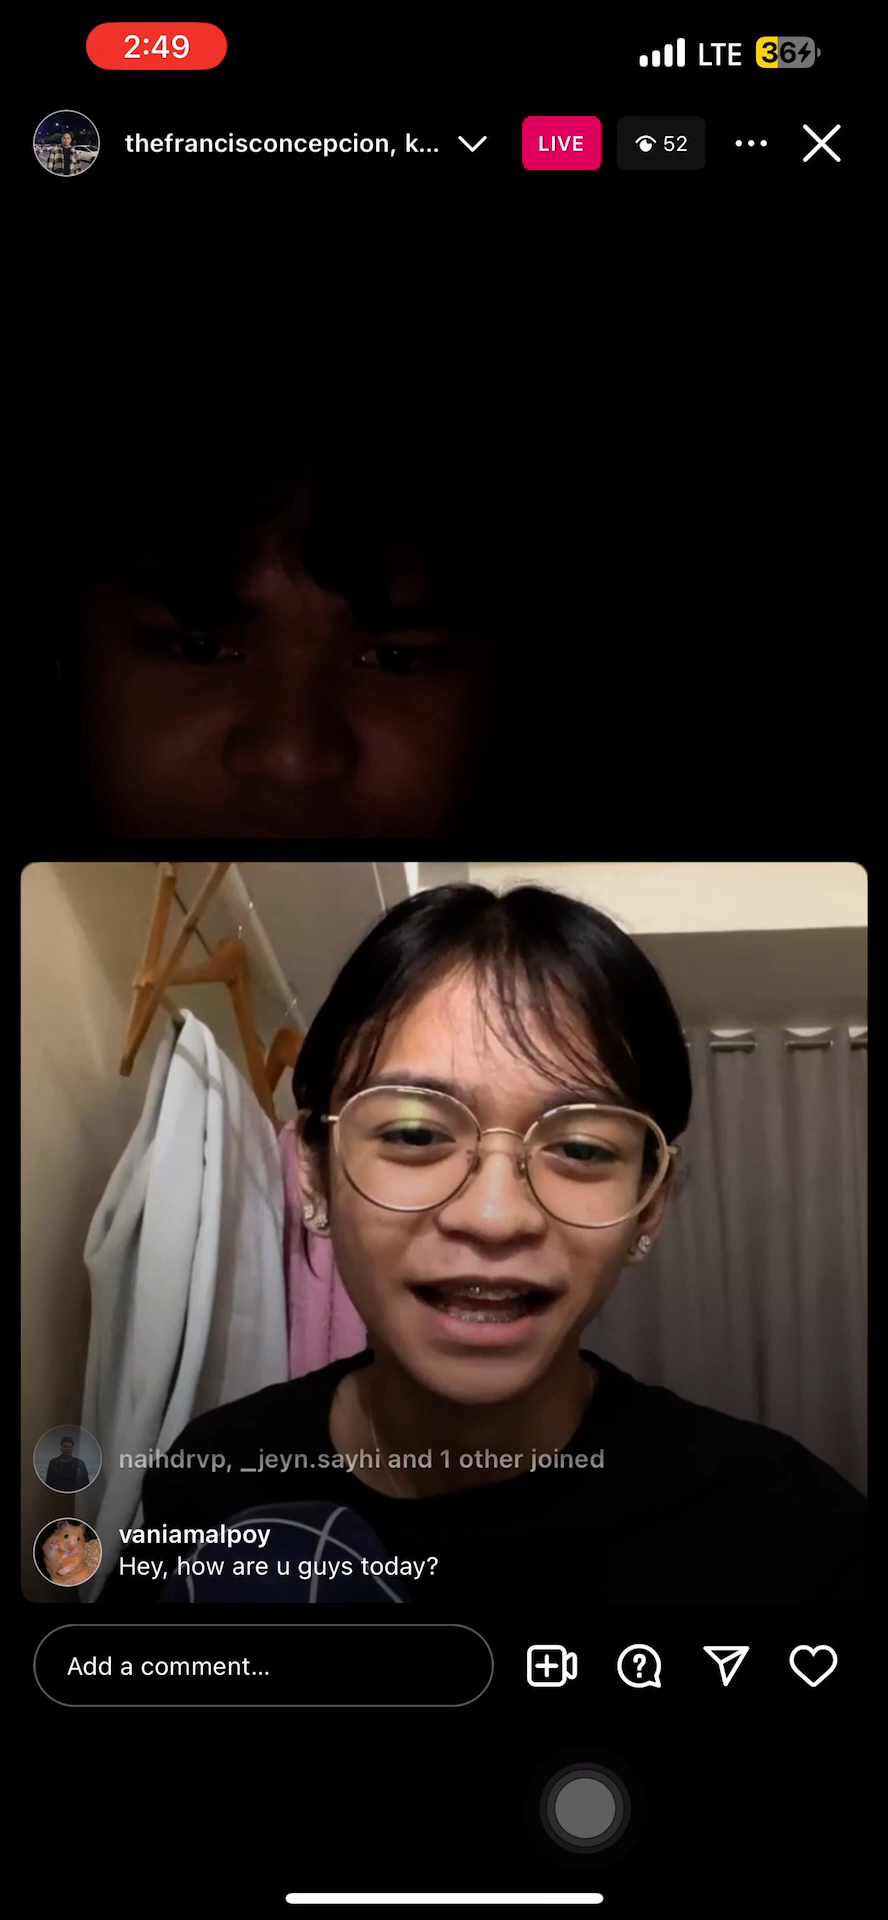 2:49
LTE
36
thefrancisconcepcion, k...
LIVE
52
naihdrvp, _jeyn.sayhi and 1 other joined
vaniamalpoy
Hey, how are u guys today?
Add a comment...